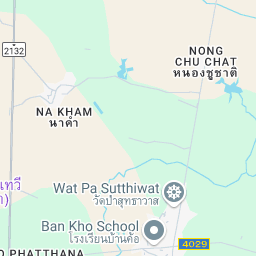 2132
NONG
CHU CHAT
หนองชูชาติ
NA KHAM
นาคำ
Wat Pa Sutthiwat
วัดป่าสุทธาวาส
Ban Kho School
โรงเรียนบ้านค้อ
4029
PHATTHANA